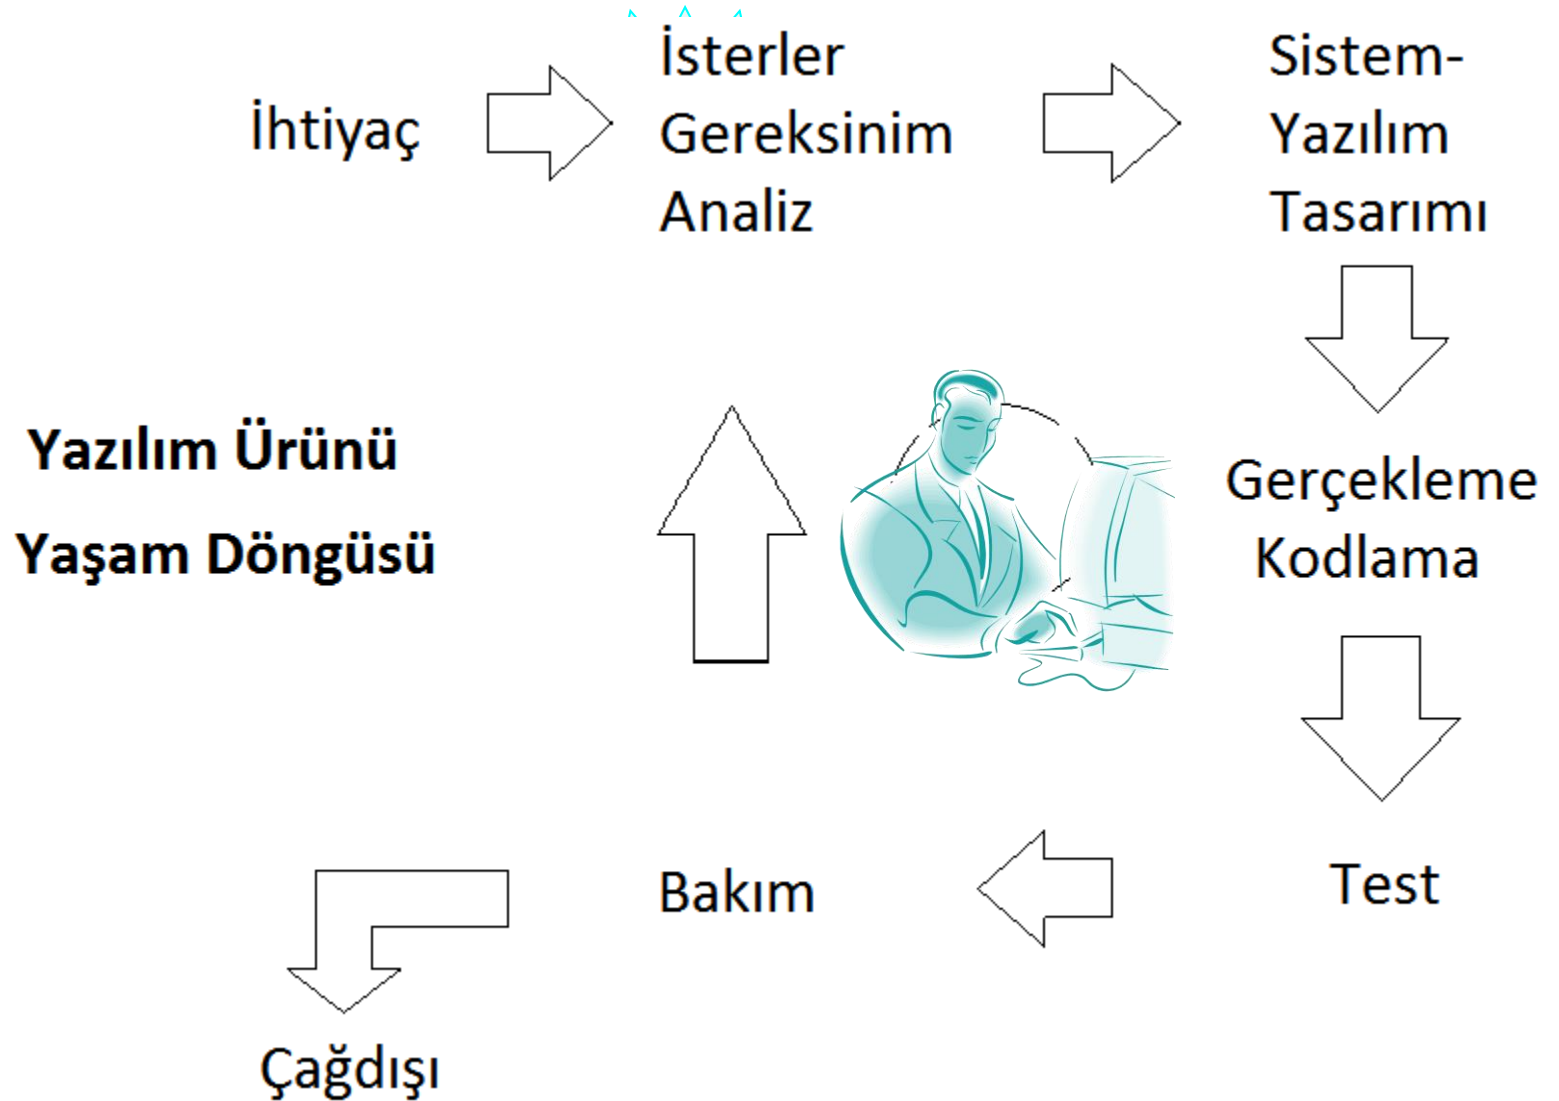 İhtiyaç
İsterler
Gereksinim
Analiz
Sistem-
Yazılım
Tasarımı
Yazılım Ürünü
Yaşam Döngüsü
Gerçekleme
Kodlama
Test
Bakım
Çağdışı